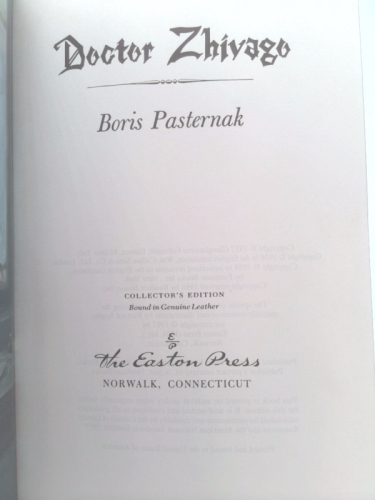 Doctor Zhivago
Boris Pasternak
COLLECTOR'S EDITION
Bound in Genuine Leather
E
P
The Easton Press
NORWALK, CONNECTICUT